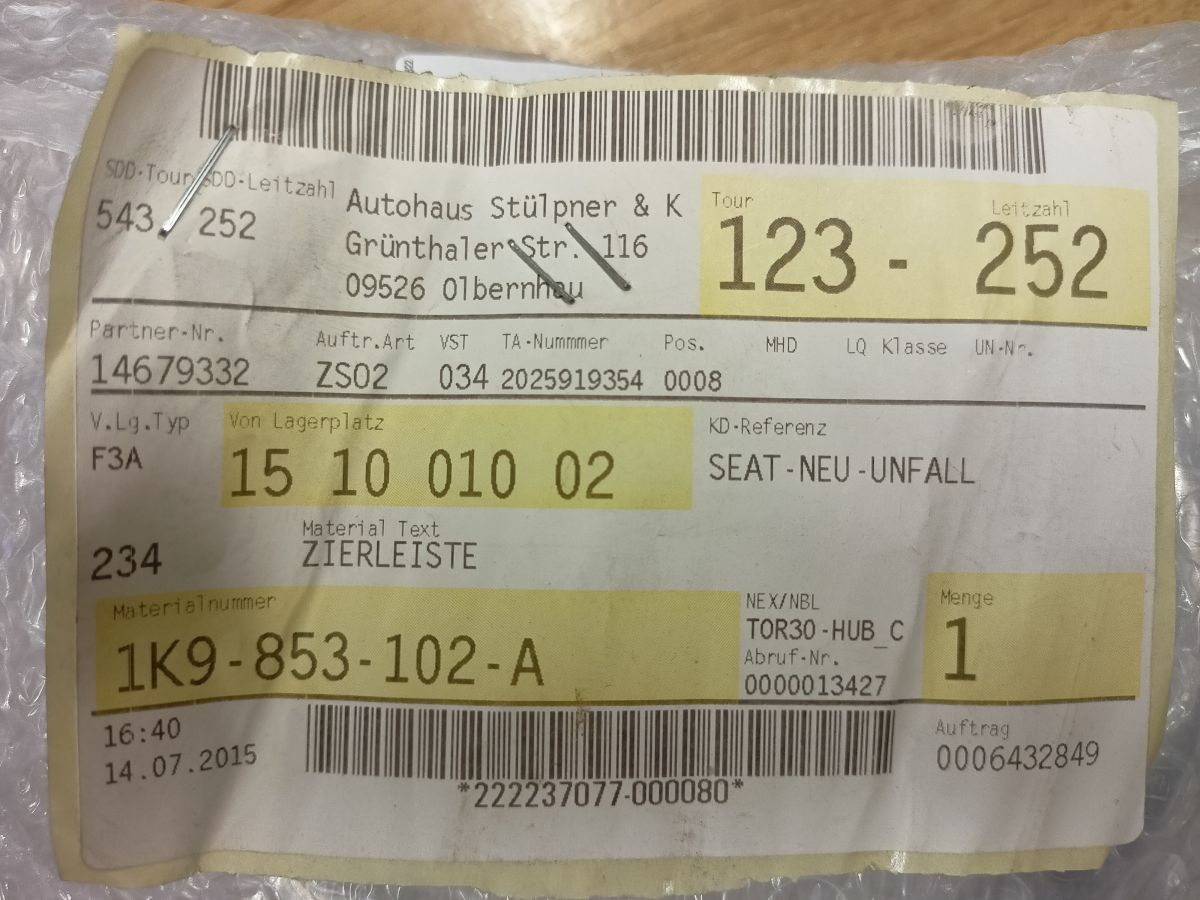 SDD-Tour SDD-Leitzahl
543 252
Autohaus Stülpner & K
Grünthaler Str. 116
09526 Olbernhau
Tour Leitzahl
123 - 252
Partner-Nr. Auftr.Art VST TA-Nummmer Pos. MHD LQ Klasse UN-Nr.
14679332 ZS02 034 2025919354 0008
V.Lg.Typ Von Lagerplatz KD-Referenz
F3A 15 10 010 02 SEAT-NEU-UNFALL
Material Text
234 ZIERLEISTE
Materialnummer NEX/NBL Menge
1K9-853-102-A TOR30-HUB_C 1
Abruf-Nr.
0000013427
16:40 Auftrag
14.07.2015 0006432849
*222237077-000080*